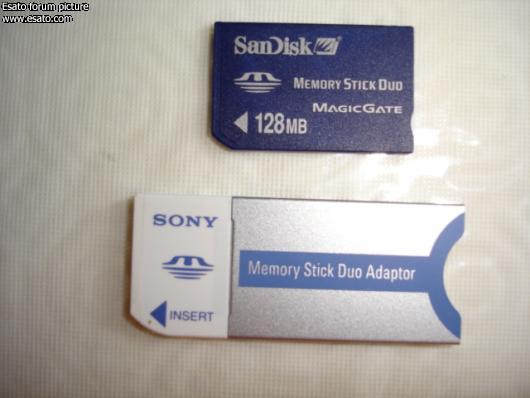 Esato forum picture
www.esato.com
SanDisk
MEMORY STICK DUO
MAGICGATE
128MB
SONY
Memory Stick Duo Adaptor
INSERT